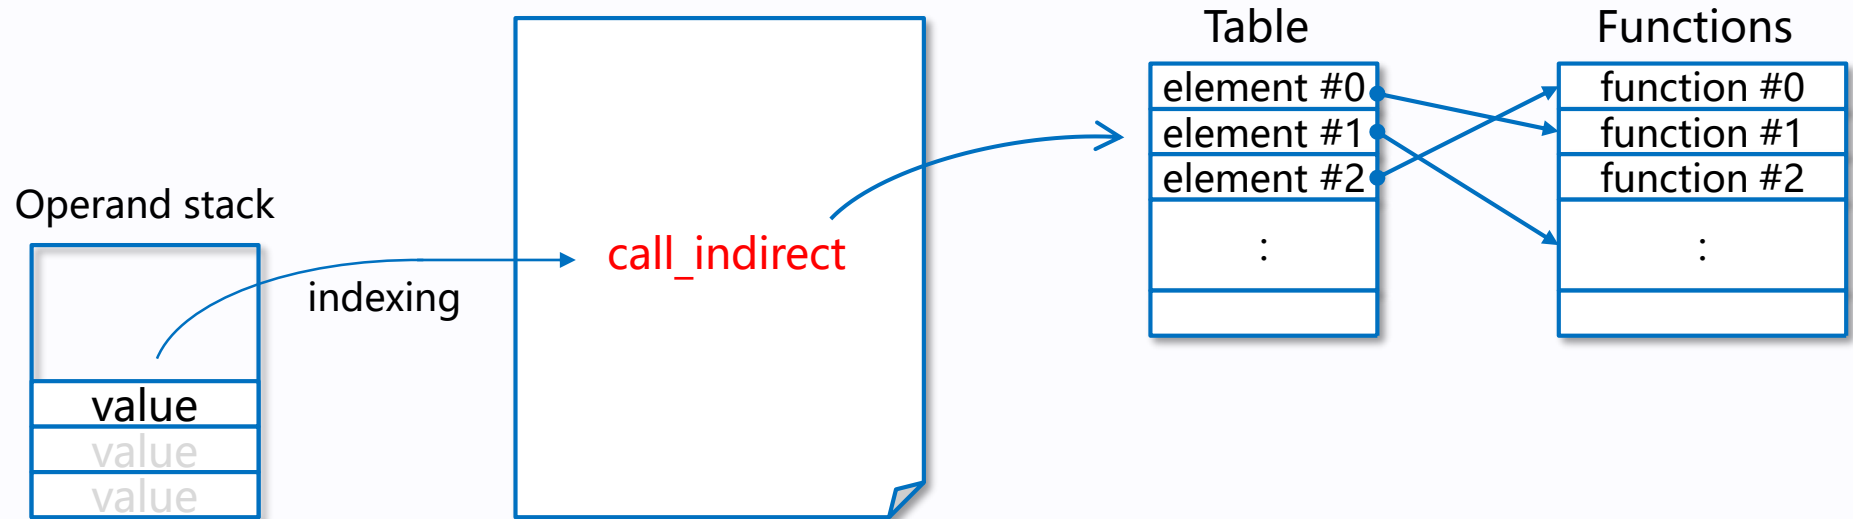 Operand stack
value
value
value
indexing
call_indirect
Table
element #0
element #1
element #2
:
Functions
function #0
function #1
function #2
: